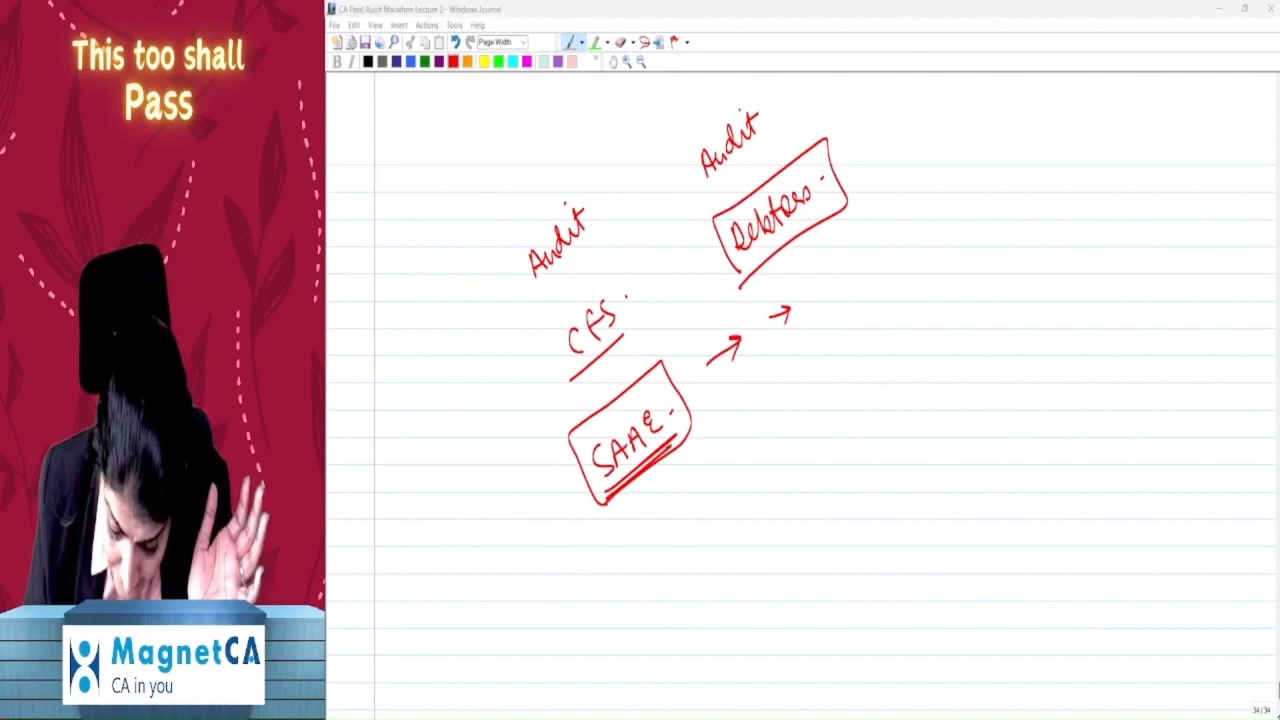 This too shall
Pass
CA Final Audit Marathon Lecture 2 - Windows Journal
File Edit View Insert Actions Tools Help
Page Width
B I
Audit
Debtors.
Audit
CFS.
SAAE.
MagnetCA
CA in you
34/34